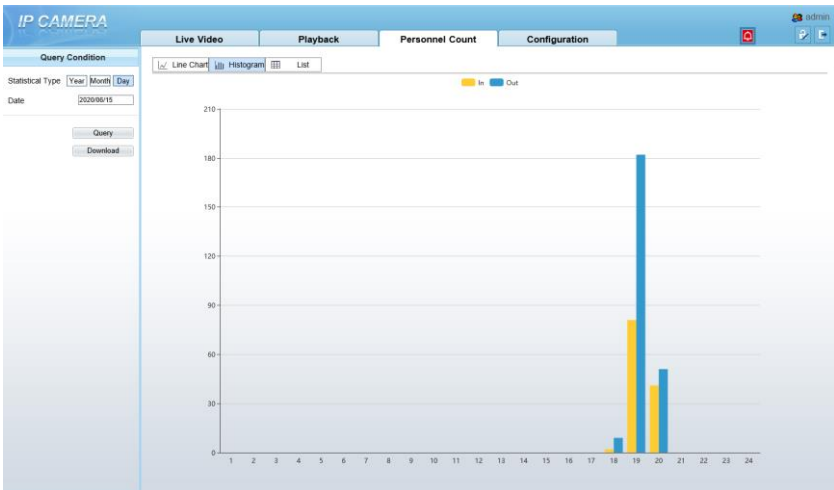 IP CAMERA
admin
Live Video Playback Personnel Count Configuration
Query Condition
Statistical Type Year Month Day
Date 2020/06/15
Query
Download
Line Chart Histogram List
In Out
210
180
150
120
90
60
30
0
1 2 3 4 5 6 7 8 9 10 11 12 13 14 15 16 17 18 19 20 21 22 23 24